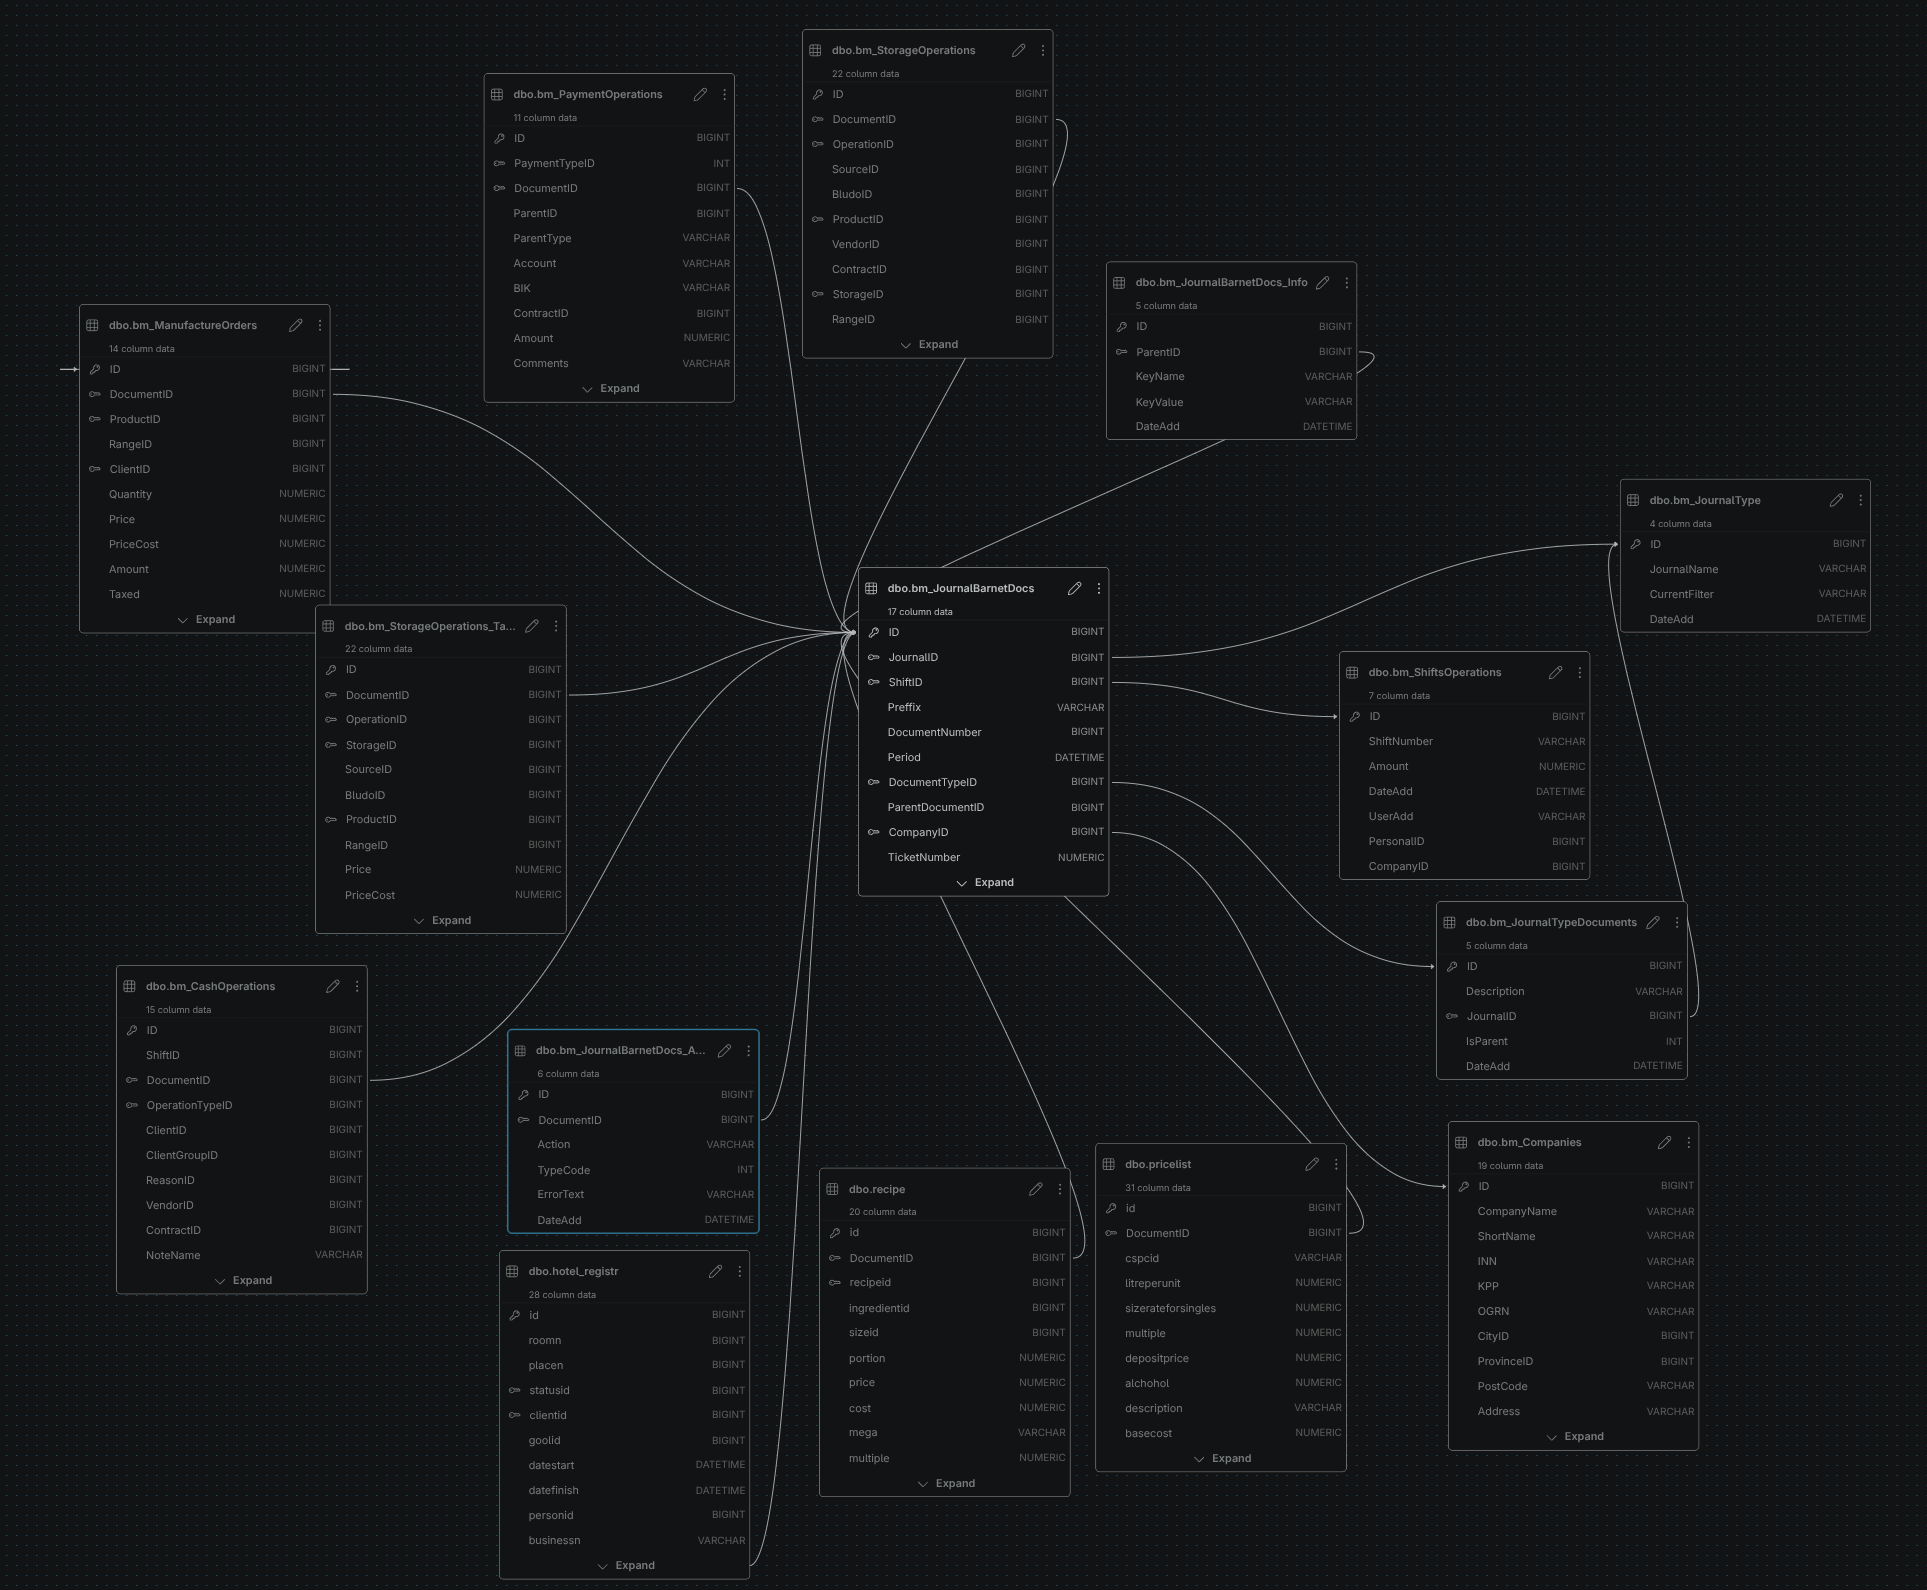 dbo.bm_StorageOperations
22 column data
ID BIGINT
DocumentID BIGINT
OperationID BIGINT
SourceID BIGINT
BludoID BIGINT
ProductID BIGINT
VendorID BIGINT
ContractID BIGINT
StorageID BIGINT
RangeID BIGINT
Expand
dbo.bm_PaymentOperations
11 column data
ID BIGINT
PaymentTypeID INT
DocumentID BIGINT
ParentID BIGINT
ParentType VARCHAR
Account VARCHAR
BIK VARCHAR
ContractID BIGINT
Amount NUMERIC
Comments VARCHAR
Expand
dbo.bm_JournalBarnetDocs_Info
5 column data
ID BIGINT
ParentID BIGINT
KeyName VARCHAR
KeyValue VARCHAR
DateAdd DATETIME
dbo.bm_ManufactureOrders
14 column data
ID BIGINT
DocumentID BIGINT
ProductID BIGINT
RangeID BIGINT
ClientID BIGINT
Quantity NUMERIC
Price NUMERIC
PriceCost NUMERIC
Amount NUMERIC
Taxed NUMERIC
Expand
dbo.bm_JournalType
4 column data
ID BIGINT
JournalName VARCHAR
CurrentFilter VARCHAR
DateAdd DATETIME
dbo.bm_JournalBarnetDocs
17 column data
ID BIGINT
JournalID BIGINT
ShiftID BIGINT
Preffix VARCHAR
DocumentNumber BIGINT
Period DATETIME
DocumentTypeID BIGINT
ParentDocumentID BIGINT
CompanyID BIGINT
TicketNumber NUMERIC
Expand
dbo.bm_StorageOperations_Ta...
22 column data
ID BIGINT
DocumentID BIGINT
OperationID BIGINT
StorageID BIGINT
SourceID BIGINT
BludoID BIGINT
ProductID BIGINT
RangeID BIGINT
Price NUMERIC
PriceCost NUMERIC
Expand
dbo.bm_ShiftsOperations
7 column data
ID BIGINT
ShiftNumber VARCHAR
Amount NUMERIC
DateAdd DATETIME
UserAdd VARCHAR
PersonalID BIGINT
CompanyID BIGINT
dbo.bm_JournalTypeDocuments
5 column data
ID BIGINT
Description VARCHAR
JournalID BIGINT
IsParent INT
DateAdd DATETIME
dbo.bm_CashOperations
15 column data
ID BIGINT
ShiftID BIGINT
DocumentID BIGINT
OperationTypeID BIGINT
ClientID BIGINT
ClientGroupID BIGINT
ReasonID BIGINT
VendorID BIGINT
ContractID BIGINT
NoteName VARCHAR
Expand
dbo.bm_JournalBarnetDocs_A...
6 column data
ID BIGINT
DocumentID BIGINT
Action VARCHAR
TypeCode INT
ErrorText VARCHAR
DateAdd DATETIME
dbo.hotel_registr
28 column data
id BIGINT
roomn BIGINT
placen BIGINT
statusid BIGINT
clientid BIGINT
goolid BIGINT
datestart DATETIME
datefinish DATETIME
personid BIGINT
businessn VARCHAR
Expand
dbo.recipe
20 column data
id BIGINT
DocumentID BIGINT
recipeid BIGINT
ingredientid BIGINT
sizeid BIGINT
portion NUMERIC
price NUMERIC
cost NUMERIC
mega VARCHAR
multiple NUMERIC
Expand
dbo.pricelist
31 column data
id BIGINT
DocumentID BIGINT
cspcid VARCHAR
litreperunit NUMERIC
sizerateforsingles NUMERIC
multiple NUMERIC
depositprice NUMERIC
alchohol NUMERIC
description VARCHAR
basecost NUMERIC
Expand
dbo.bm_Companies
19 column data
ID BIGINT
CompanyName VARCHAR
ShortName VARCHAR
INN VARCHAR
KPP VARCHAR
OGRN VARCHAR
CityID BIGINT
ProvinceID BIGINT
PostCode VARCHAR
Address VARCHAR
Expand